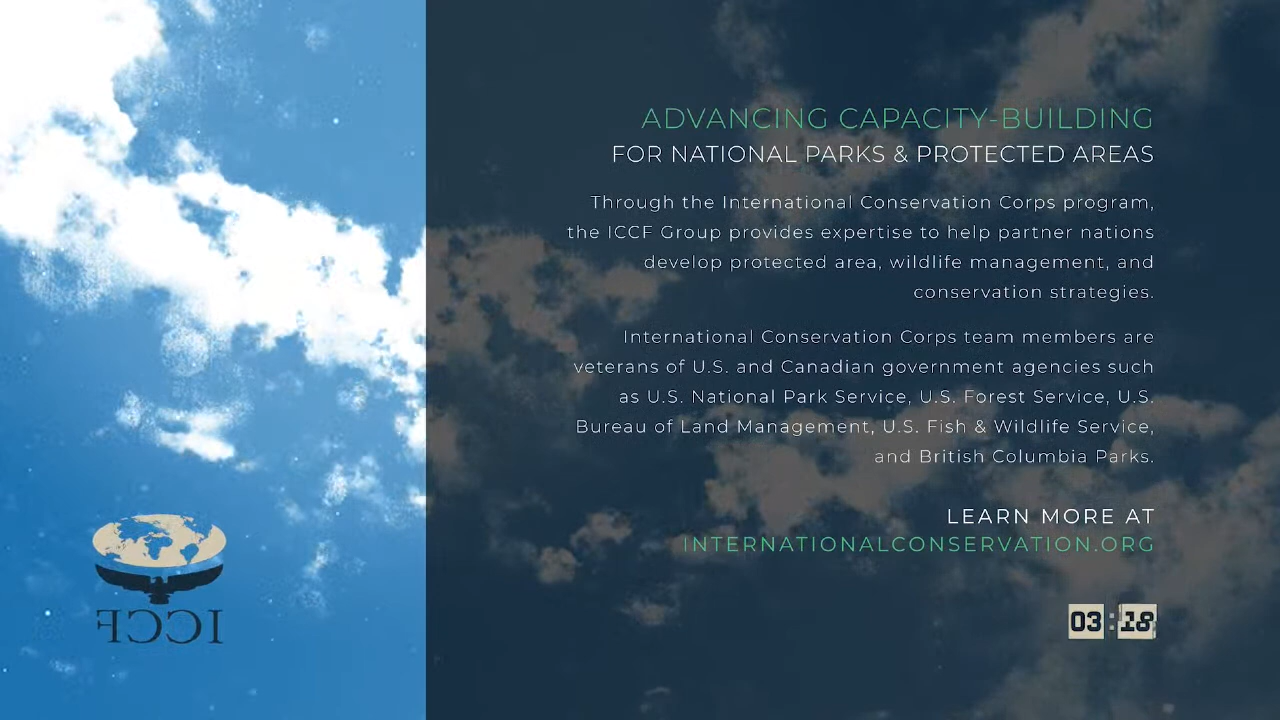 ADVANCING CAPACITY-BUILDING
FOR NATIONAL PARKS & PROTECTED AREAS
Through the International Conservation Corps program,
the ICCF Group provides expertise to help partner nations
develop protected area, wildlife management, and
conservation strategies.
International Conservation Corps team members are
veterans of U.S. and Canadian government agencies such
as U.S. National Park Service, U.S. Forest Service, U.S.
Bureau of Land Management, U.S. Fish & Wildlife Service,
and British Columbia Parks.
LEARN MORE AT
INTERNATIONALCONSERVATION.ORG
ICCF
03:18